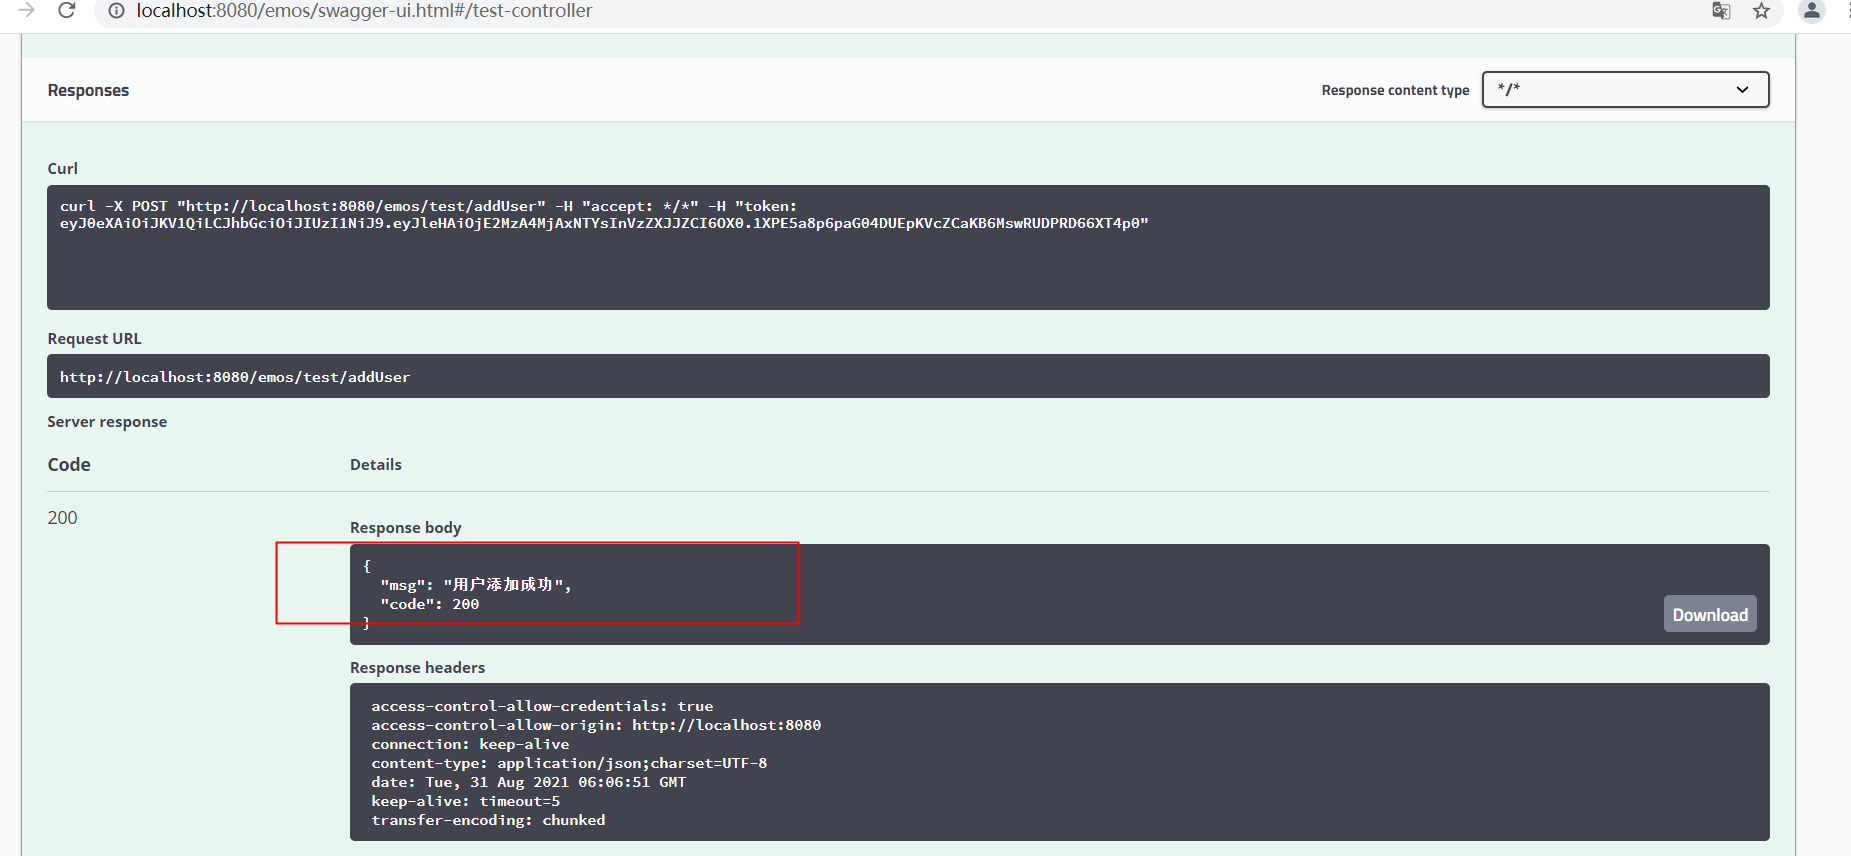 localhost:8080/emos/swagger-ui.html#/test-controller
Responses
Response content type
*/*
Curl
curl -X POST "http://localhost:8080/emos/test/addUser" -H "accept: */*" -H "token:
eyJ0eXAiOiJKV1QiLCJhbGciOiJIUzI1NiJ9.eyJleHAiOjE2MzA4MjAxNTYsInVzZXJJZCI6OX0.1XPE5a8p6paG04DUEpKVcZCaKB6MswRUDPRD66XT4p0"
Request URL
http://localhost:8080/emos/test/addUser
Server response
Code Details
200
Response body
{
"msg": "用户添加成功",
"code": 200
}
Download
Response headers
access-control-allow-credentials: true
access-control-allow-origin: http://localhost:8080
connection: keep-alive
content-type: application/json;charset=UTF-8
date: Tue, 31 Aug 2021 06:06:51 GMT
keep-alive: timeout=5
transfer-encoding: chunked